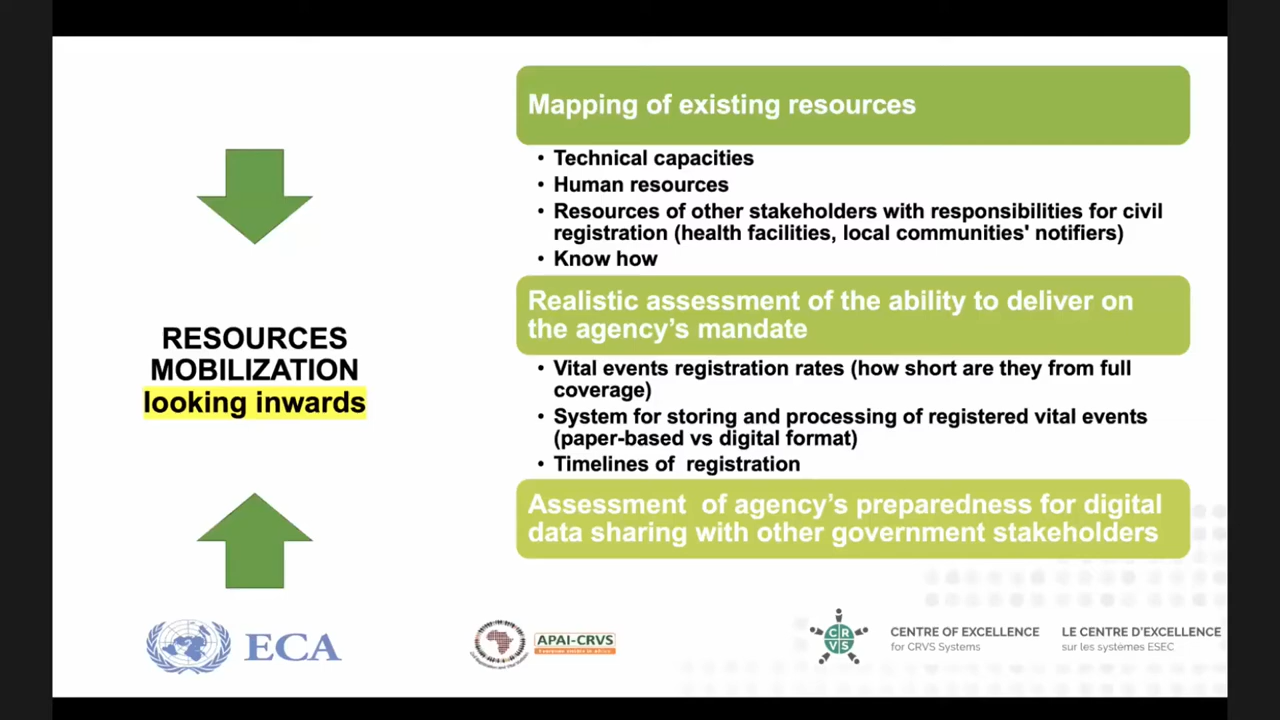 Mapping of existing resources
• Technical capacities
• Human resources
• Resources of other stakeholders with responsibilities for civil
registration (health facilities, local communities' notifiers)
• Know how
Realistic assessment of the ability to deliver on
the agency’s mandate
• Vital events registration rates (how short are they from full
coverage)
• System for storing and processing of registered vital events
(paper-based vs digital format)
• Timelines of registration
Assessment of agency’s preparedness for digital
data sharing with other government stakeholders
RESOURCES
MOBILIZATION
looking inwards
ECA
APAI-CRVS
CRVS
CENTRE OF EXCELLENCE
for CRVS Systems
LE CENTRE D’EXCELLENCE
sur les systèmes ESEC